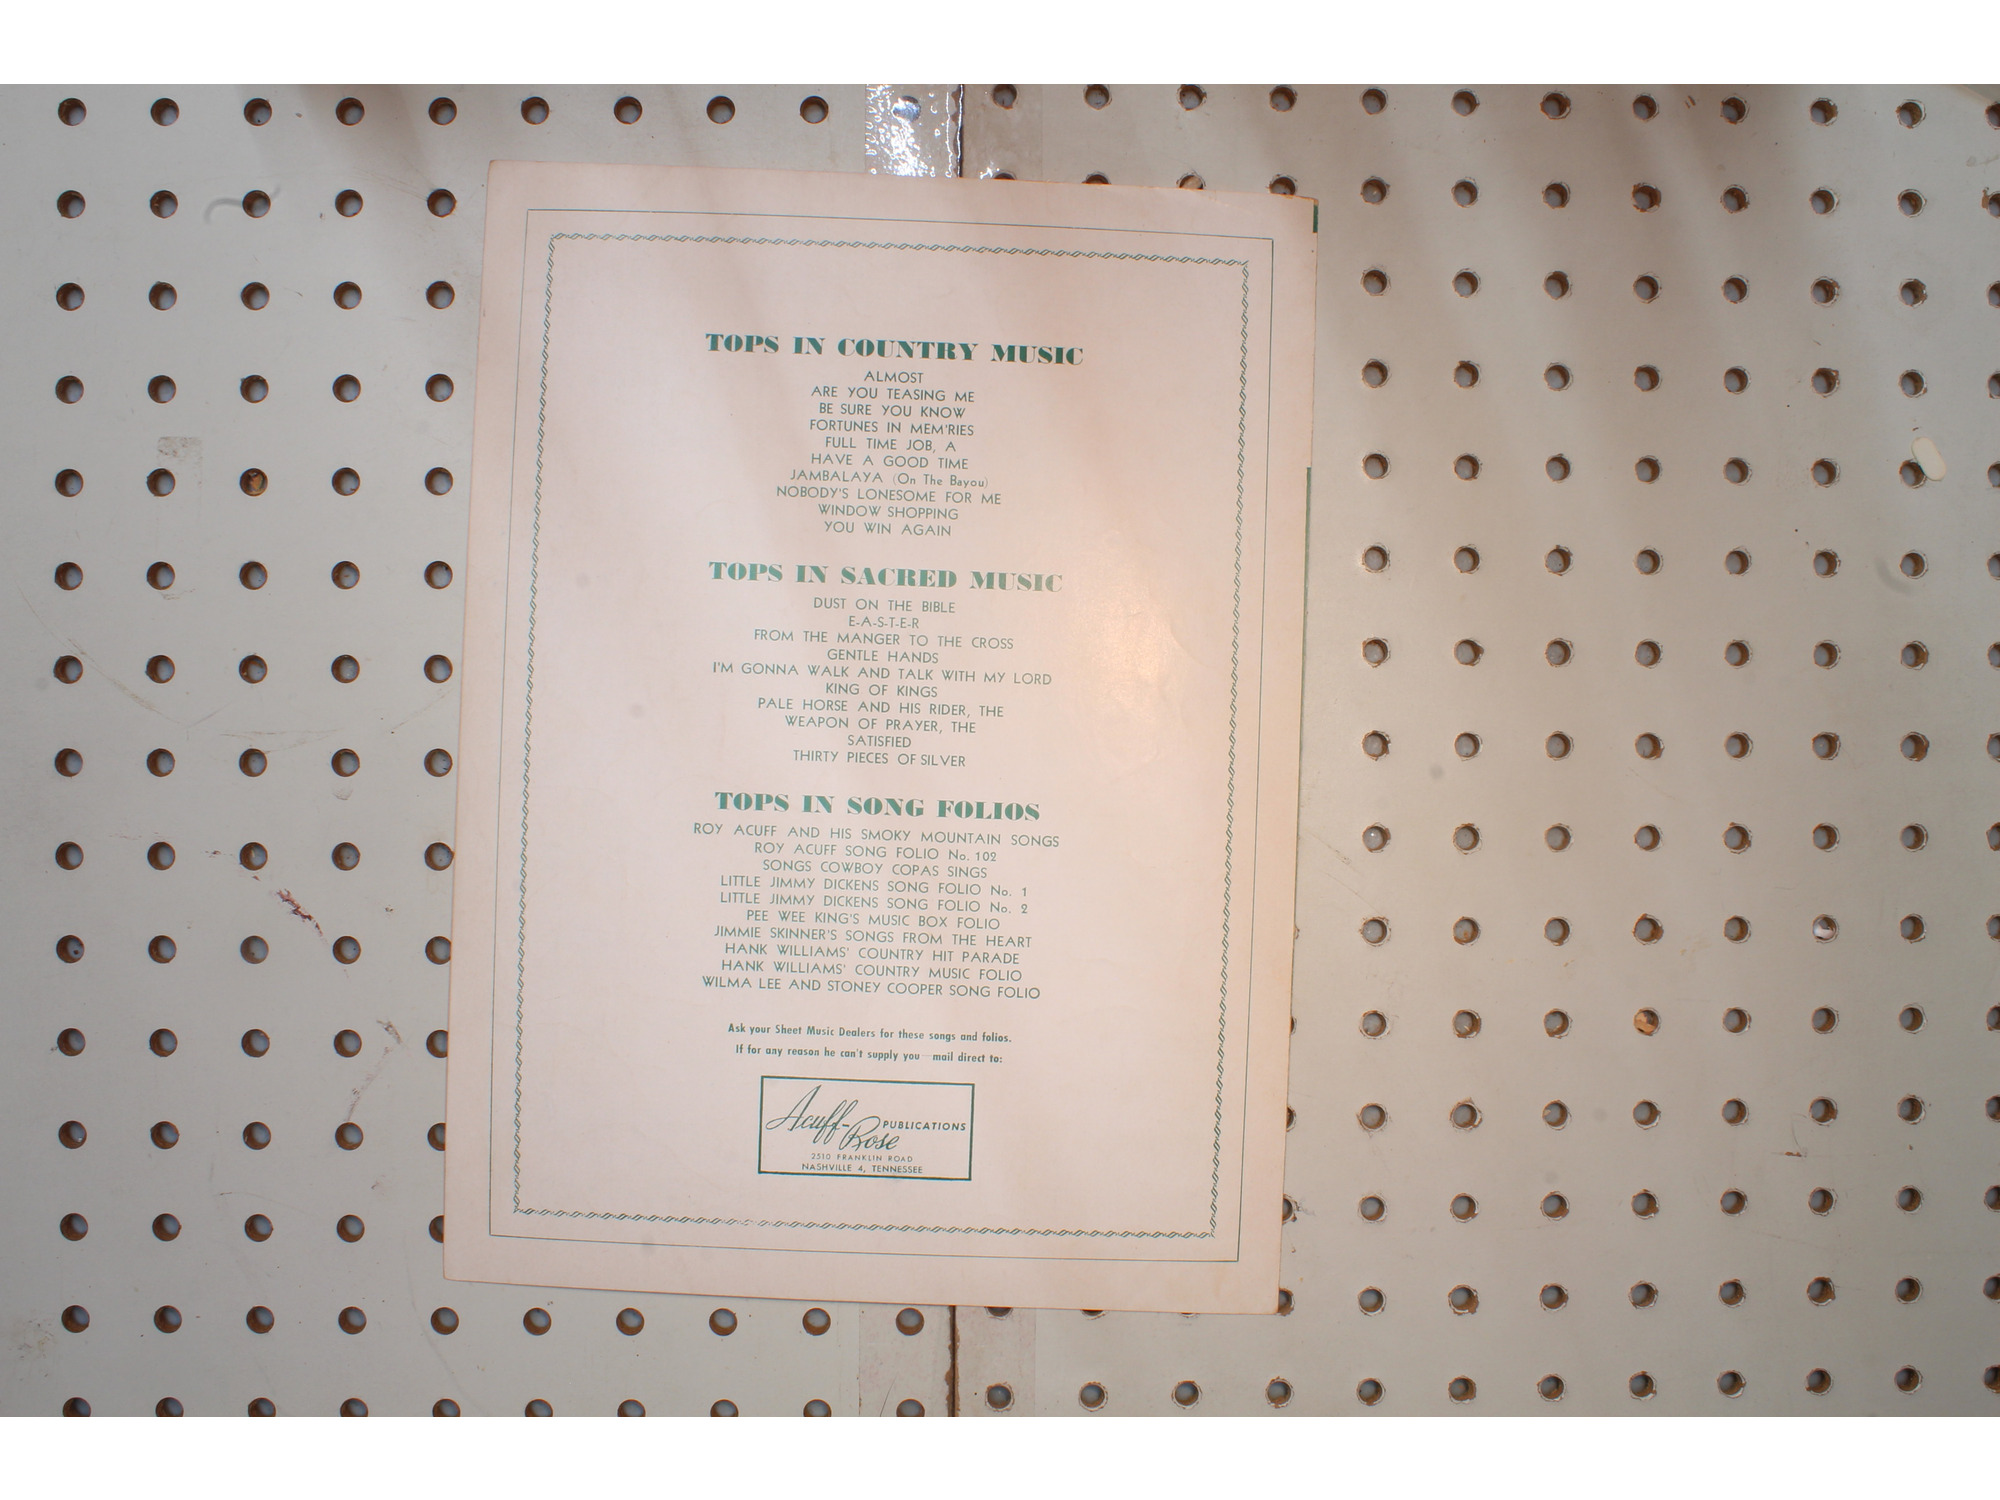 TOPS IN COUNTRY MUSIC
ALMOST
ARE YOU TEASING ME
BE SURE YOU KNOW
FORTUNES IN MEM'RIES
FULL TIME JOB, A
HAVE A GOOD TIME
JAMBALAYA (On The Bayou)
NOBODY'S LONESOME FOR ME
WINDOW SHOPPING
YOU WIN AGAIN
TOPS IN SACRED MUSIC
DUST ON THE BIBLE
E-A-S-T-E-R
FROM THE MANGER TO THE CROSS
GENTLE HANDS
I'M GONNA WALK AND TALK WITH MY LORD
KING OF KINGS
PALE HORSE AND HIS RIDER, THE
WEAPON OF PRAYER, THE
SATISFIED
THIRTY PIECES OF SILVER
TOPS IN SONG FOLIOS
ROY ACUFF AND HIS SMOKY MOUNTAIN SONGS
ROY ACUFF SONG FOLIO No. 102
SONGS COWBOY COPAS SINGS
LITTLE JIMMY DICKENS SONG FOLIO No. 1
LITTLE JIMMY DICKENS SONG FOLIO No. 2
PEE WEE KING'S MUSIC BOX FOLIO
JIMMIE SKINNER'S SONGS FROM THE HEART
HANK WILLIAMS' COUNTRY HIT PARADE
HANK WILLIAMS' COUNTRY MUSIC FOLIO
WILMA LEE AND STONEY COOPER SONG FOLIO
Ask your Sheet Music Dealers for these songs and folios.
If for any reason he can't supply you—mail direct to:
Acuff-Rose PUBLICATIONS
2510 FRANKLIN ROAD
NASHVILLE 4, TENNESSEE